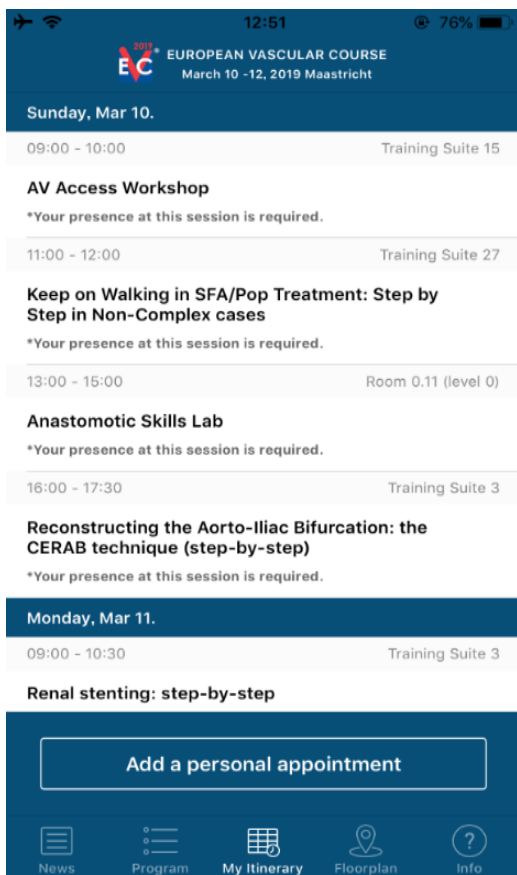 12:51
76%
2019
EVC
EUROPEAN VASCULAR COURSE
March 10 -12, 2019 Maastricht
Sunday, Mar 10.
09:00 - 10:00 Training Suite 15
AV Access Workshop
*Your presence at this session is required.
11:00 - 12:00 Training Suite 27
Keep on Walking in SFA/Pop Treatment: Step by
Step in Non-Complex cases
*Your presence at this session is required.
13:00 - 15:00 Room 0.11 (level 0)
Anastomotic Skills Lab
*Your presence at this session is required.
16:00 - 17:30 Training Suite 3
Reconstructing the Aorto-Iliac Bifurcation: the
CERAB technique (step-by-step)
*Your presence at this session is required.
Monday, Mar 11.
09:00 - 10:30 Training Suite 3
Renal stenting: step-by-step
Add a personal appointment
News Program My Itinerary Floorplan Info